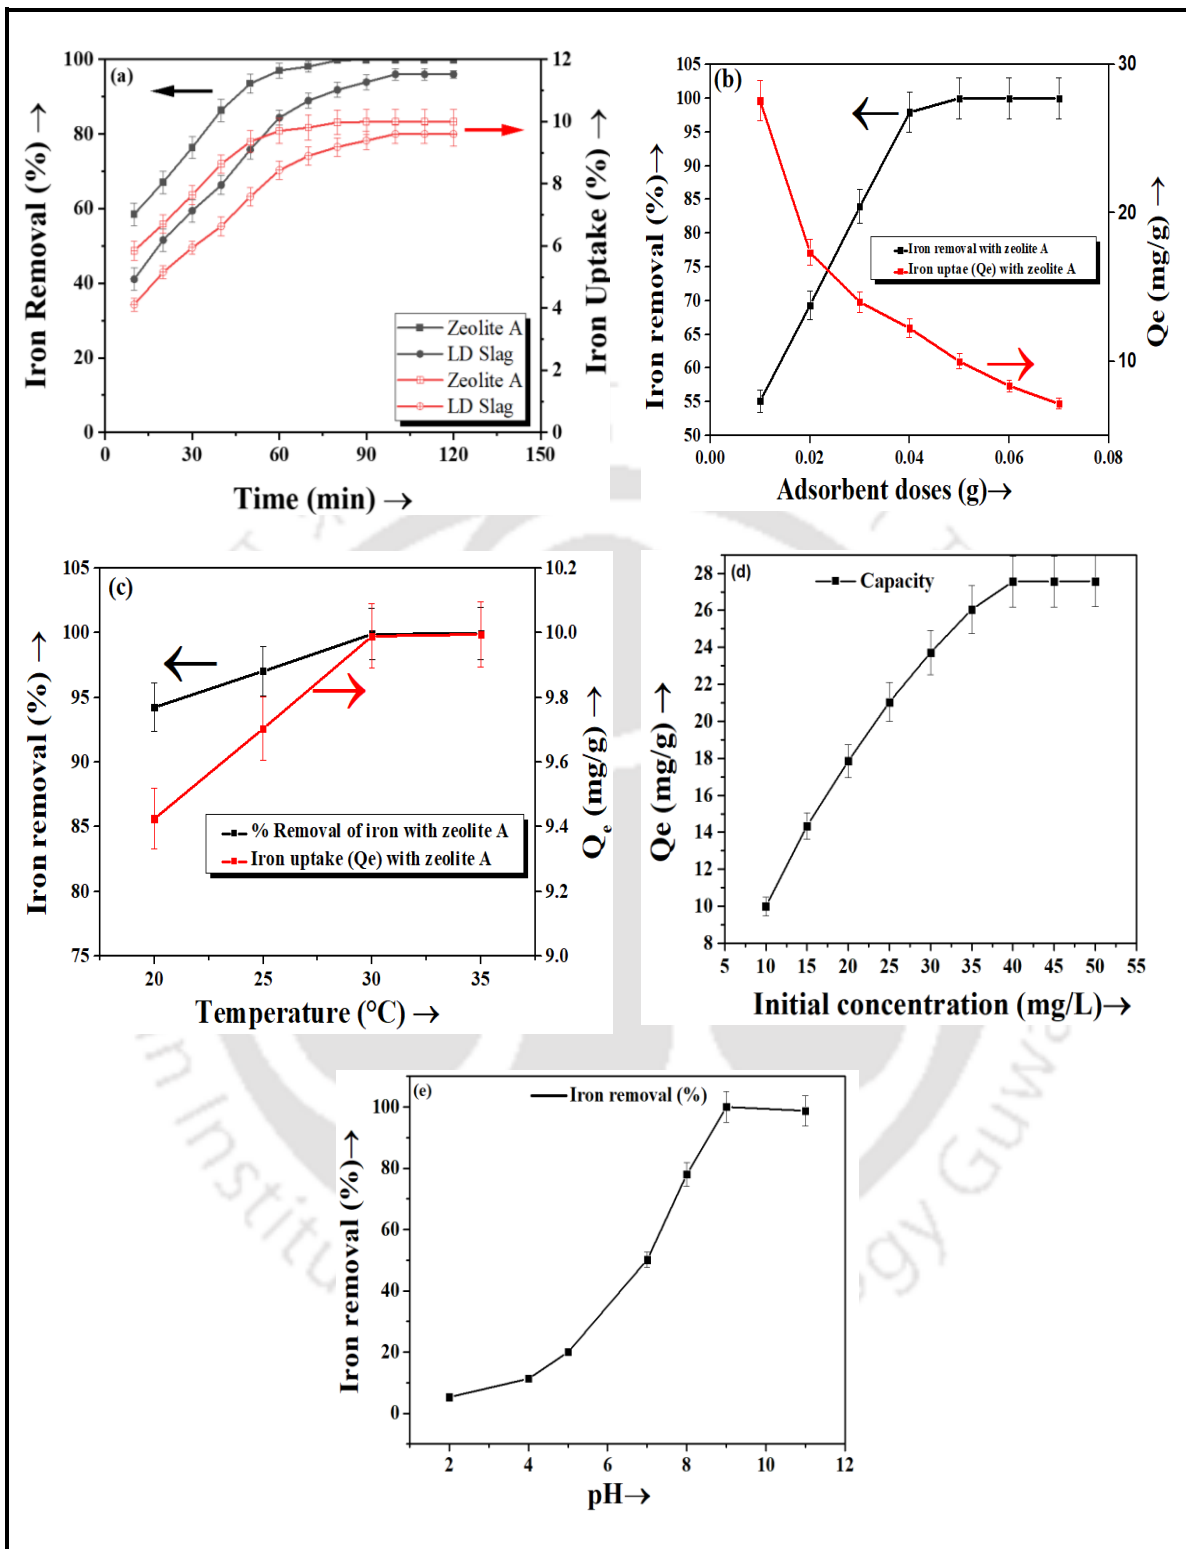 (a)
100
80
60
40
20
0
12
10
8
6
4
2
0
Iron Removal (%) →
Iron Uptake (%) →
Zeolite A
LD Slag
Zeolite A
LD Slag
0 30 60 90 120 150
Time (min) →
(b)
105
100
95
90
85
80
75
70
65
60
55
50
30
20
10
Iron removal (%)→
Qe (mg/g) →
Iron removal with zeolite A
Iron uptae (Qe) with zeolite A
0.00 0.02 0.04 0.06 0.08
Adsorbent doses (g)→
(c)
105
100
95
90
85
80
75
10.2
10.0
9.8
9.6
9.4
9.2
9.0
Iron removal (%) →
Qe (mg/g) →
% Removal of iron with zeolite A
Iron uptake (Qe) with zeolite A
20 25 30 35
Temperature (°C) →
(d)
Capacity
28
26
24
22
20
18
16
14
12
10
8
Qe (mg/g) →
5 10 15 20 25 30 35 40 45 50 55
Initial concentration (mg/L)→
(e)
Iron removal (%)
100
80
60
40
20
0
Iron removal (%)→
2 4 6 8 10 12
pH→